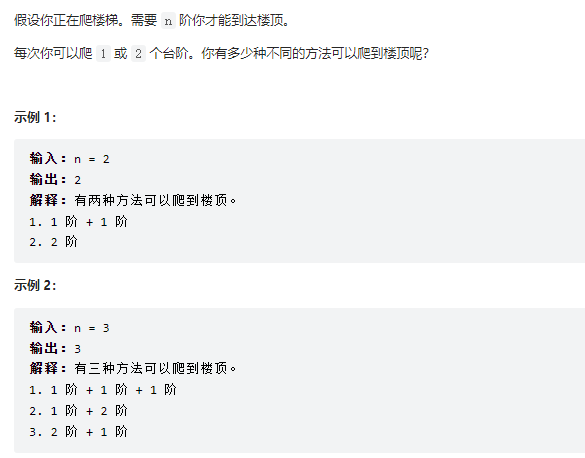 假设你正在爬楼梯。需要 n 阶你才能到达楼顶。
每次你可以爬 1 或 2 个台阶。你有多少种不同的方法可以爬到楼顶呢？
示例 1：
输入：n = 2
输出：2
解释：有两种方法可以爬到楼顶。
1. 1 阶 + 1 阶
2. 2 阶
示例 2：
输入：n = 3
输出：3
解释：有三种方法可以爬到楼顶。
1. 1 阶 + 1 阶 + 1 阶
2. 1 阶 + 2 阶
3. 2 阶 + 1 阶